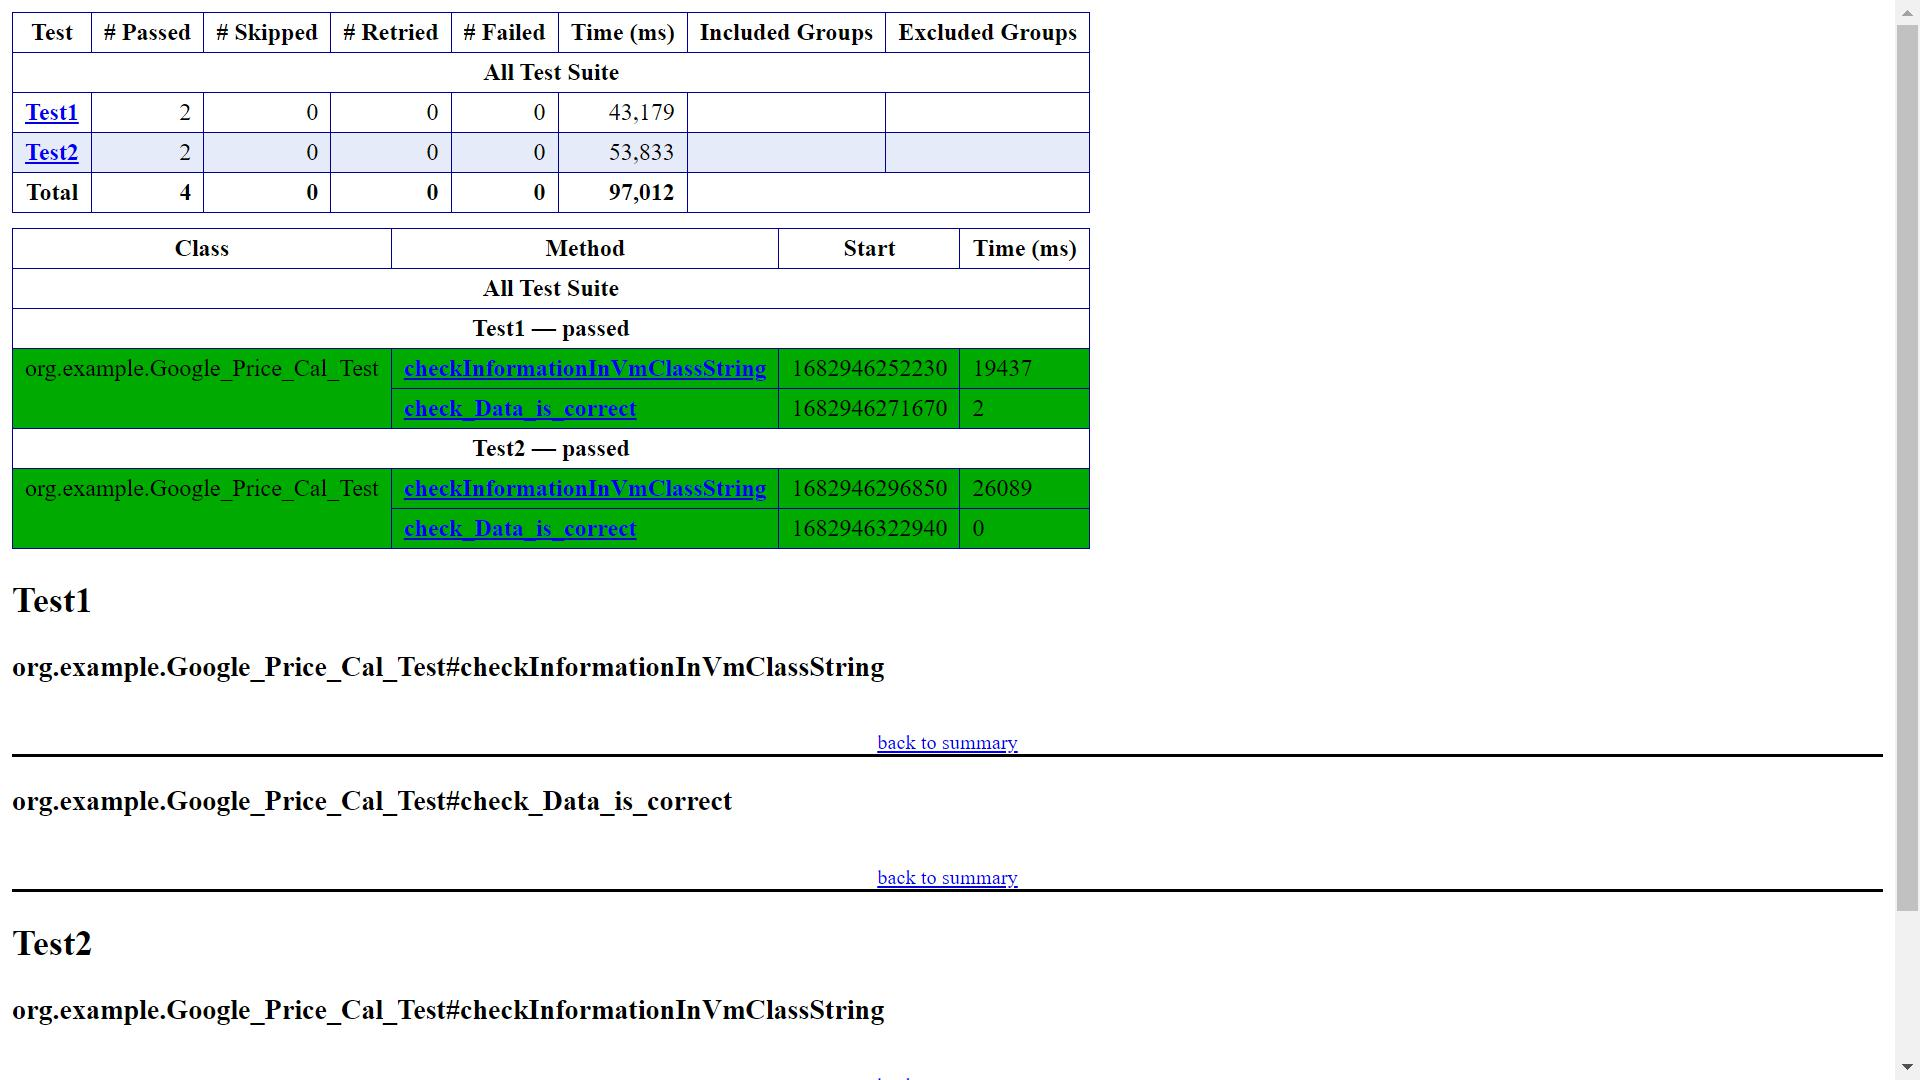 Test # Passed # Skipped # Retried # Failed Time (ms) Included Groups Excluded Groups
All Test Suite
Test1 2 0 0 0 43,179
Test2 2 0 0 0 53,833
Total 4 0 0 0 97,012
Class Method Start Time (ms)
All Test Suite
Test1 — passed
org.example.Google_Price_Cal_Test checkInformationInVmClassString 1682946252230 19437
check_Data_is_correct 1682946271670 2
Test2 — passed
org.example.Google_Price_Cal_Test checkInformationInVmClassString 1682946296850 26089
check_Data_is_correct 1682946322940 0
Test1
org.example.Google_Price_Cal_Test#checkInformationInVmClassString
back to summary
org.example.Google_Price_Cal_Test#check_Data_is_correct
back to summary
Test2
org.example.Google_Price_Cal_Test#checkInformationInVmClassString